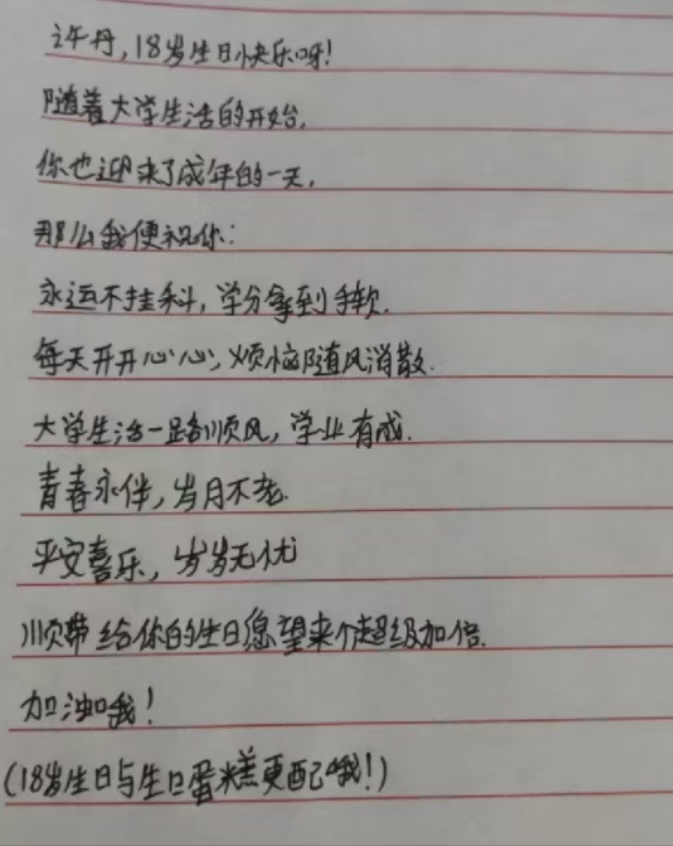 许丹,18岁生日快乐呀!
随着大学生活的开始,
你也迎来了成年的一天,
那么我便祝你:
永远不挂科,学分拿到手软.
每天开开心心,烦恼随风消散.
大学生活一路顺风,学业有成.
青春永伴,岁月不老.
平安喜乐,岁岁无忧
顺带给你的生日愿望来个超级加倍.
加油哦!
(18岁生日与生日蛋糕更配哦!)